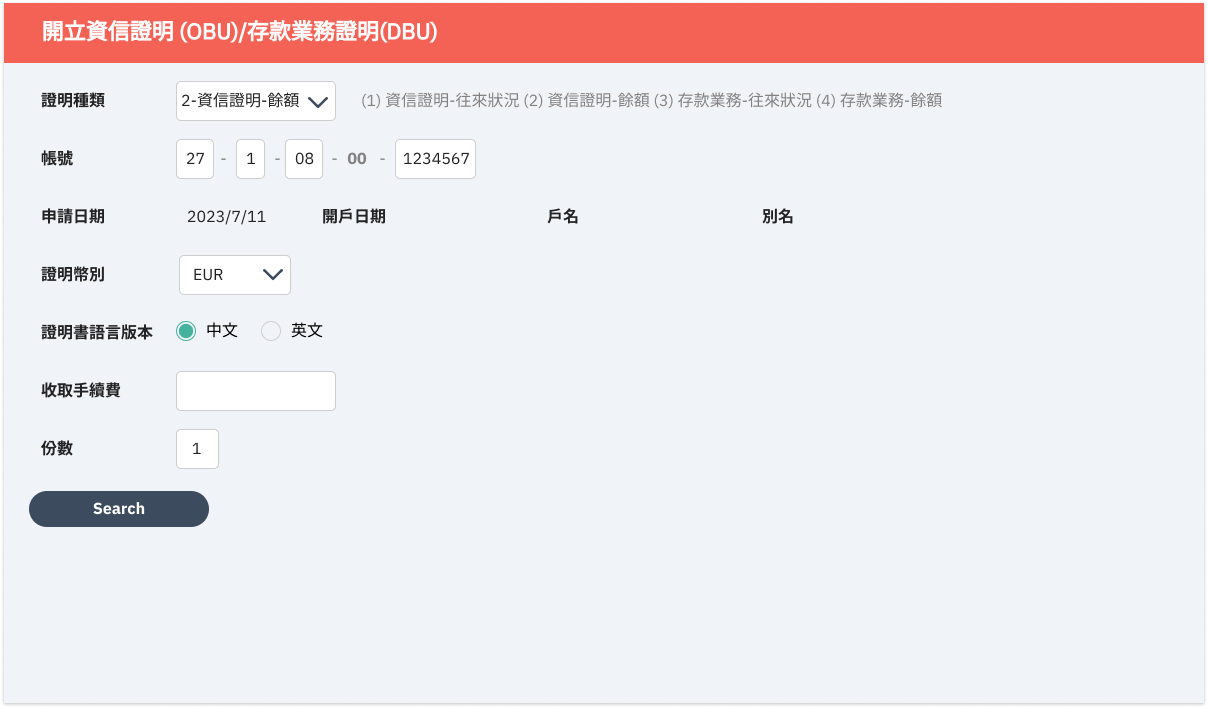 開立資信證明 (OBU)/存款業務證明(DBU)
證明種類 2-資信證明-餘額 (1) 資信證明-往來狀況 (2) 資信證明-餘額 (3) 存款業務-往來狀況 (4) 存款業務-餘額
帳號 27 - 1 - 08 - 00 - 1234567
申請日期 2023/7/11 開戶日期 戶名 別名
證明幣別 EUR
證明書語言版本 中文 英文
收取手續費
份數 1
Search